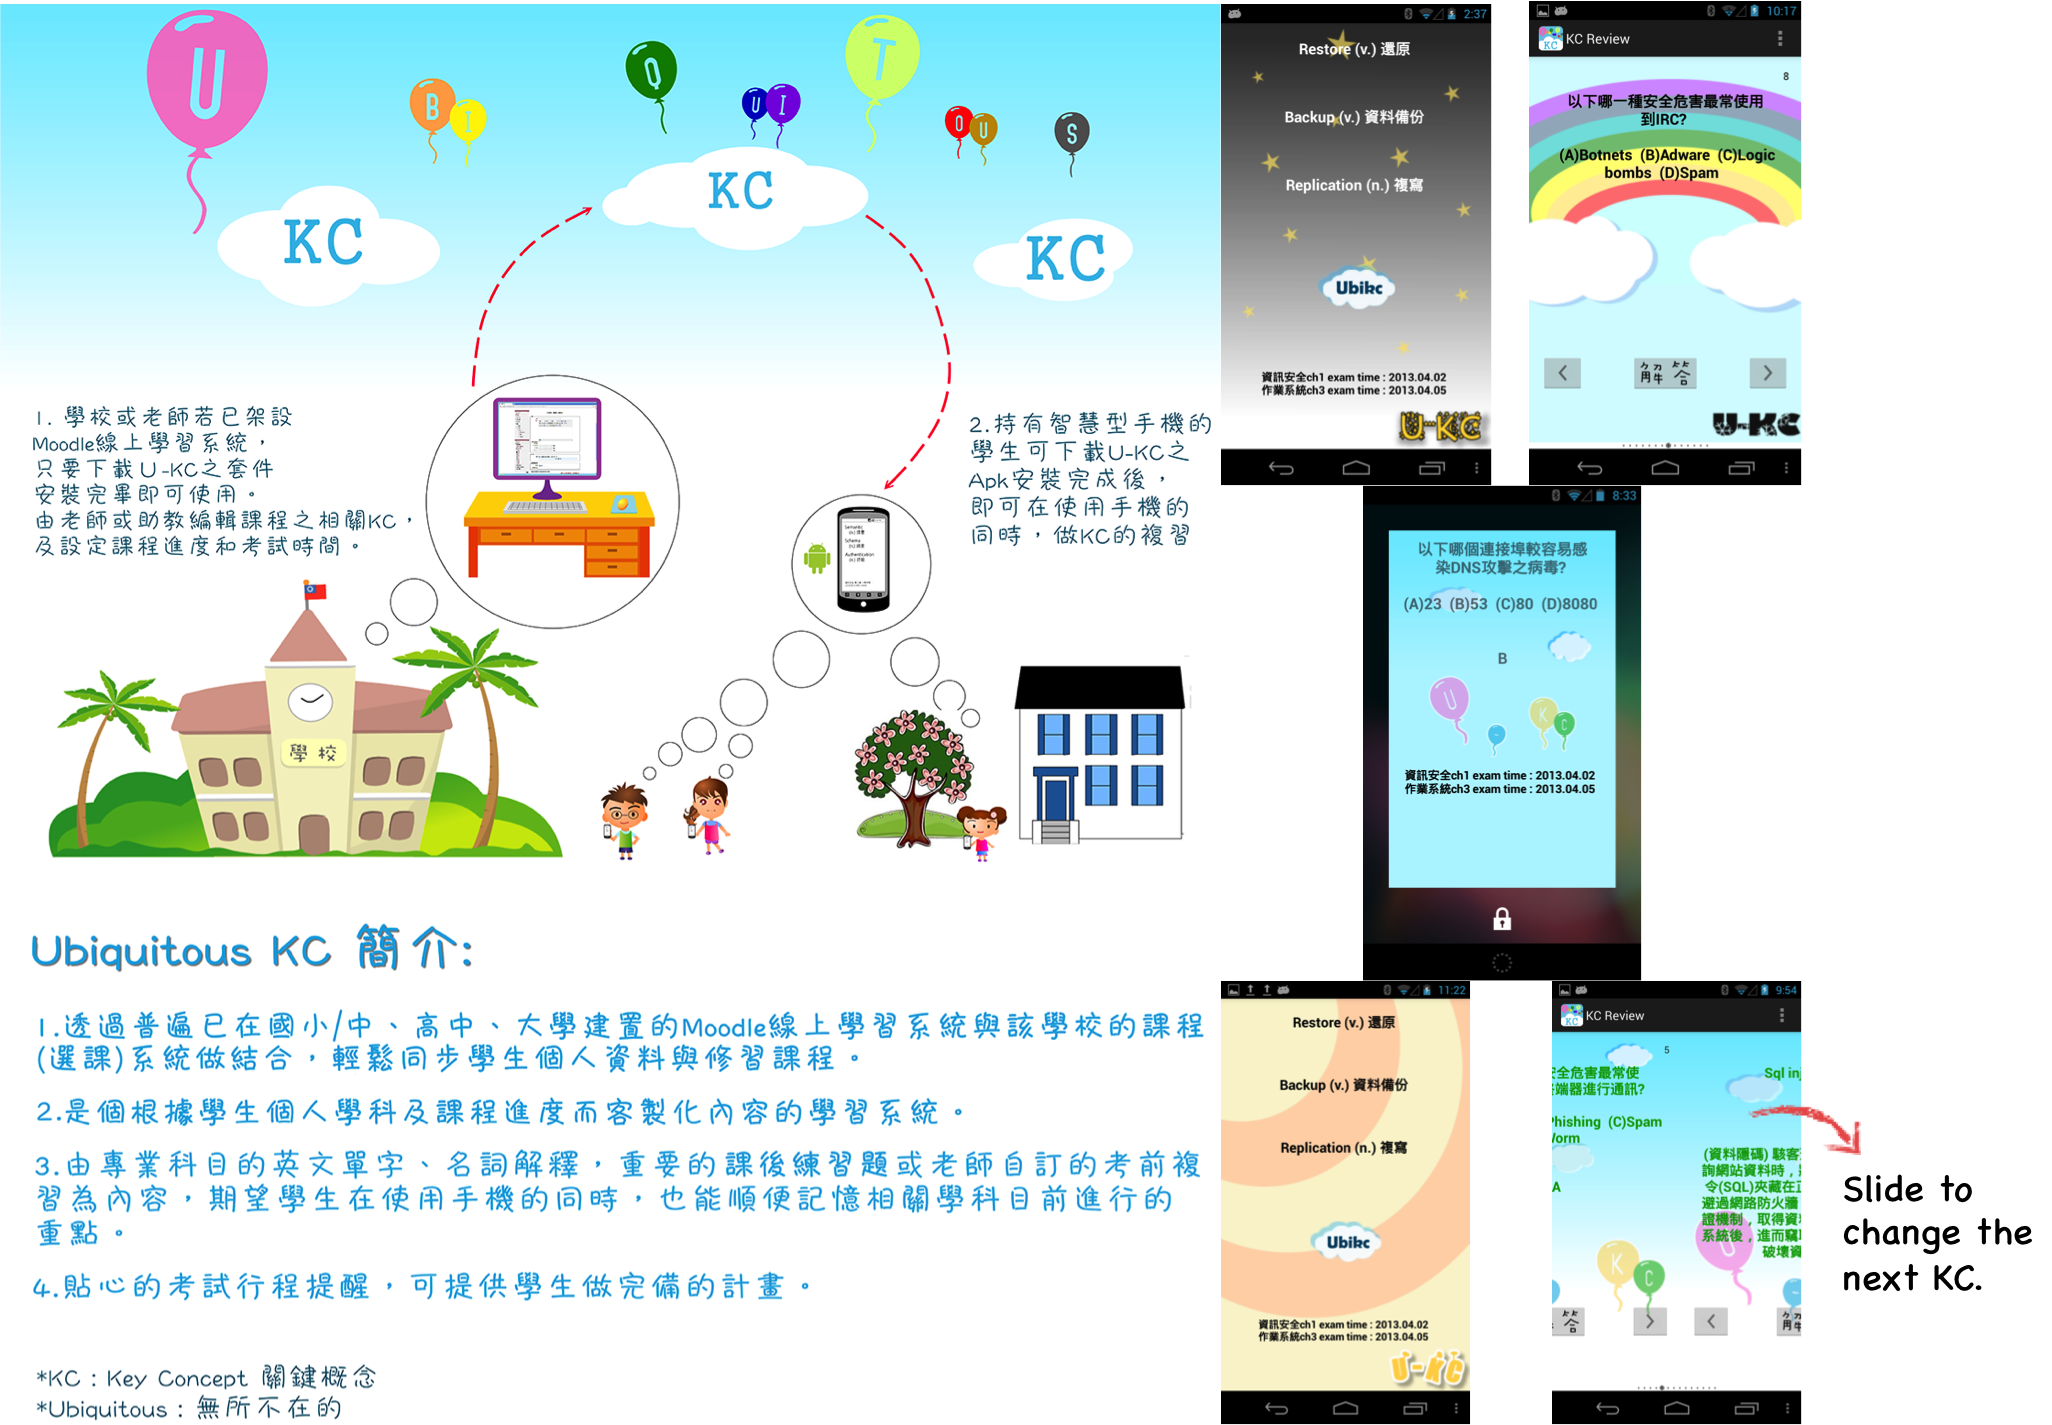 U
B
I
Q
U
I
T
O
U
S
KC
KC
KC
1. 學校或老師若已架設
Moodle線上學習系統，
只要下載U-KC之套件
安裝完畢即可使用。
由老師或助教編輯課程之相關KC，
及設定課程進度和考試時間。
2.持有智慧型手機的
學生可下載U-KC之
Apk安裝完成後，
即可在使用手機的
同時，做KC的複習
學校
Ubiquitous KC 簡介:
1.透過普遍已在國小/中、高中、大學建置的Moodle線上學習系統與該學校的課程
(選課)系統做結合，輕鬆同步學生個人資料與修習課程。
2.是個根據學生個人學科及課程進度而客製化內容的學習系統。
3.由專業科目的英文單字、名詞解釋，重要的課後練習題或老師自訂的考前複
習為內容，期望學生在使用手機的同時，也能順便記憶相關學科目前進行的
重點。
4.貼心的考試行程提醒，可提供學生做完備的計畫。
*KC : Key Concept 關鍵概念
*Ubiquitous : 無所不在的
2:37
Restore (v.) 還原
Backup (v.) 資料備份
Replication (n.) 複寫
Ubikc
資訊安全ch1 exam time : 2013.04.02
作業系統ch3 exam time : 2013.04.05
U-KC
10:17
KC Review
8
以下哪一種安全危害最常使用
到IRC?
(A)Botnets (B)Adware (C)Logic
bombs (D)Spam
解答
U-KC
8:33
以下哪個連接埠較容易感
染DNS攻擊之病毒?
(A)23 (B)53 (C)80 (D)8080
B
U
-
K
C
資訊安全ch1 exam time : 2013.04.02
作業系統ch3 exam time : 2013.04.05
11:22
Restore (v.) 還原
Backup (v.) 資料備份
Replication (n.) 複寫
Ubikc
資訊安全ch1 exam time : 2013.04.02
作業系統ch3 exam time : 2013.04.05
U-KC
9:54
KC Review
5
全危害最常使
端器進行通訊?
Phishing (C)Spam
Worm
A
Sql inj
(資料隱碼) 駭客
詢網站資料時，
令(SQL)夾藏在正
避過網路防火牆
證機制，取得資
系統後，進而竊
破壞資
K
C
U
答
解
Slide to
change the
next KC.